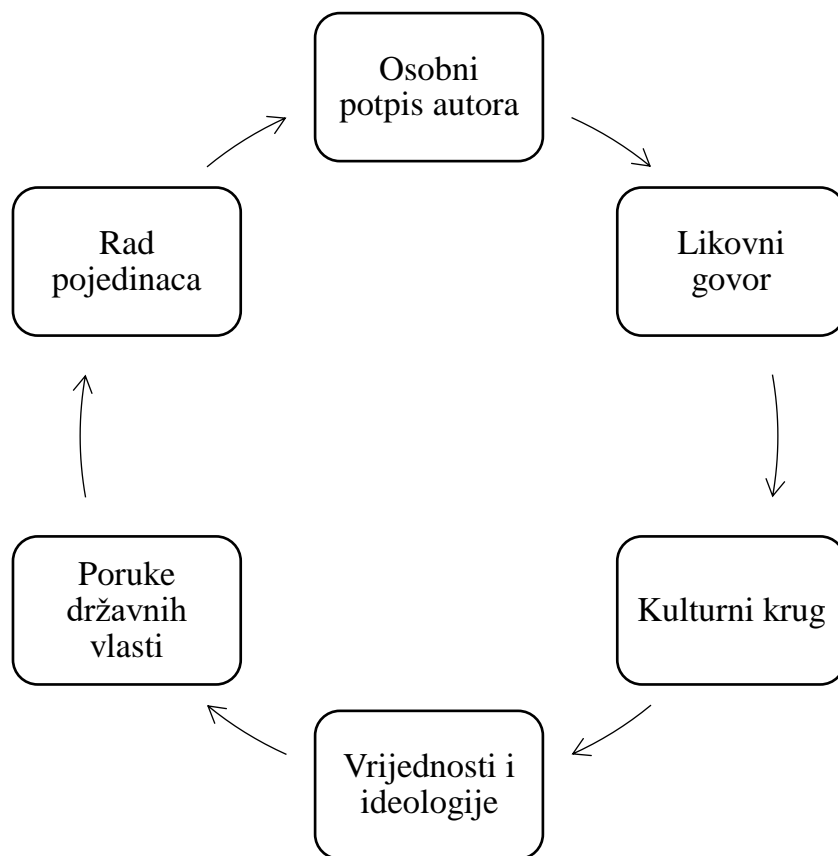 Osobni
potpis autora
Likovni
govor
Kulturni krug
Vrijednosti i
ideologije
Poruke
državnih
vlasti
Rad
pojedinaca